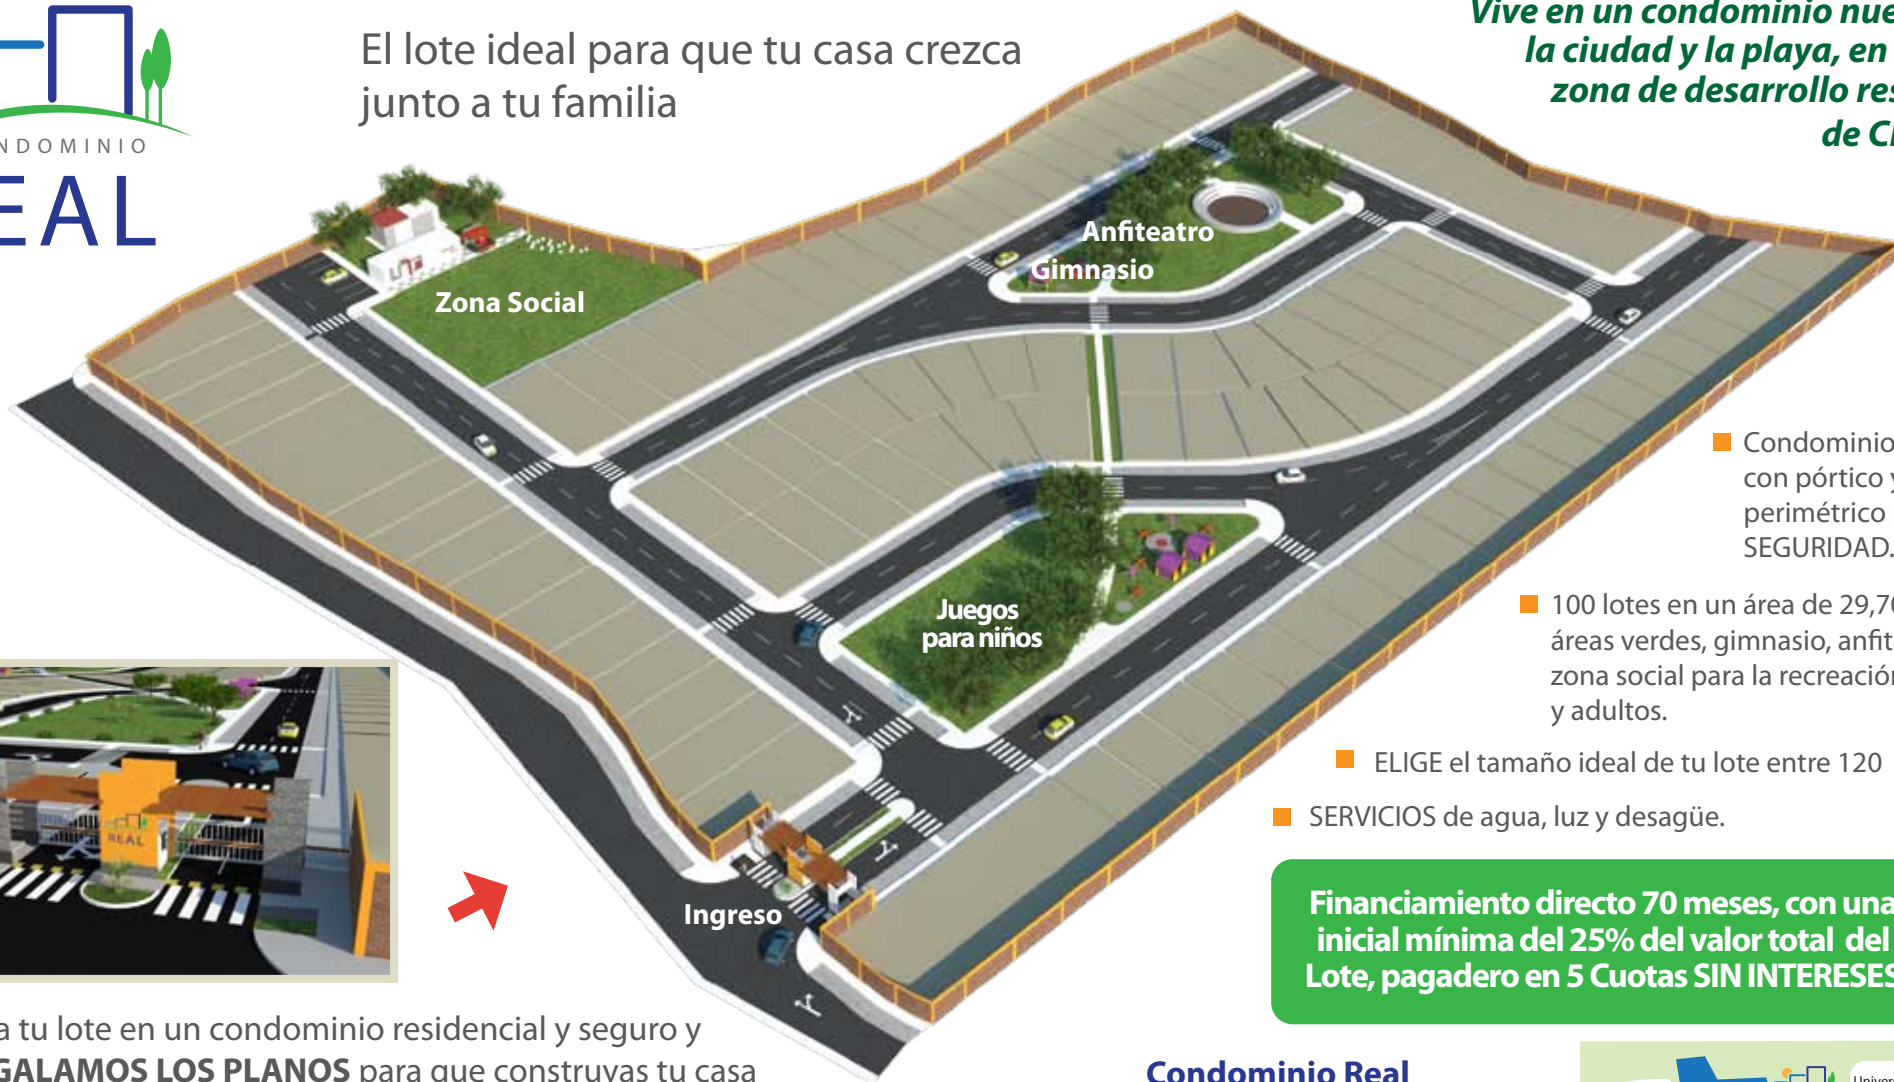 NDOMINIO
EAL
El lote ideal para que tu casa crezca
junto a tu familia
Vive en un condominio nue
la ciudad y la playa, en
zona de desarrollo res
de C
Anfiteatro
Gimnasio
Zona Social
Juegos
para niños
Ingreso
REAL
Condominio
con pórtico y
perimétrico
SEGURIDAD.
100 lotes en un área de 29,70
áreas verdes, gimnasio, anfit
zona social para la recreación
y adultos.
ELIGE el tamaño ideal de tu lote entre 120
SERVICIOS de agua, luz y desagüe.
Financiamiento directo 70 meses, con una
inicial mínima del 25% del valor total del
Lote, pagadero en 5 Cuotas SIN INTERESES
a tu lote en un condominio residencial y seguro y
GALAMOS LOS PLANOS para que construyas tu casa
Condominio Real
Univer